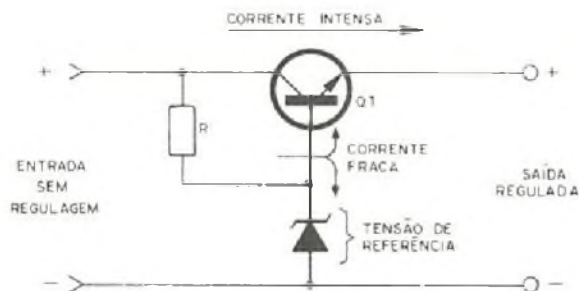 CORRENTE INTENSA
+
+
Q1
R
CORRENTE
FRACA
ENTRADA
SEM
REGULAGEM
SAÍDA
REGULADA
TENSÃO DE
REFERÊNCIA
−
−